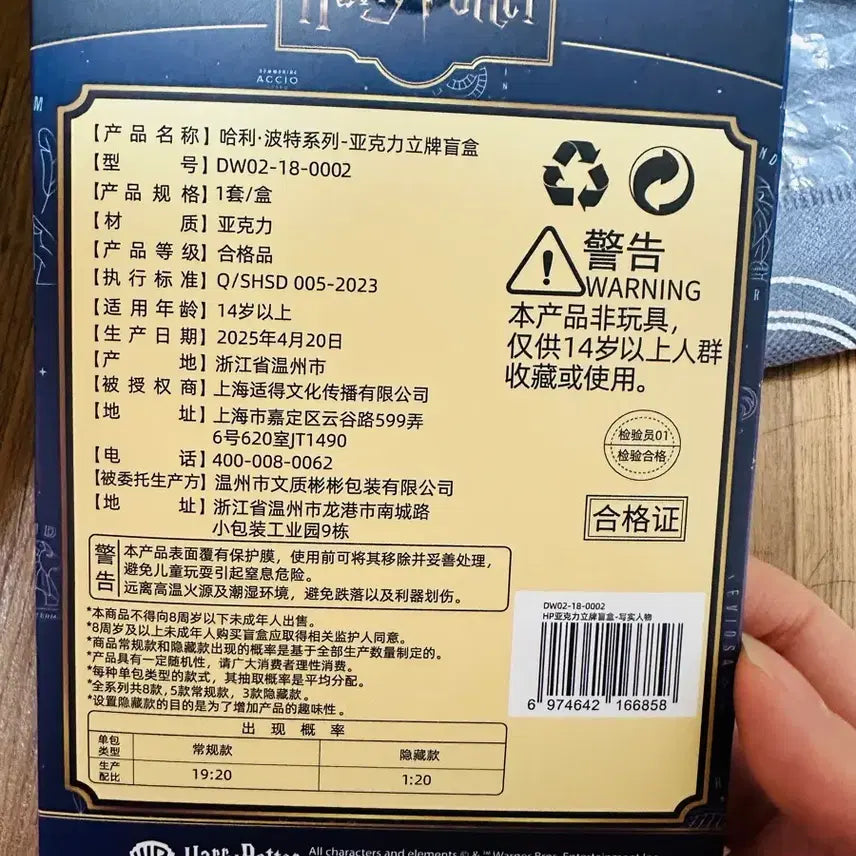 Harry Potter
SUMMONING
ACCIO
【产品名称】哈利·波特系列-亚克力立牌盲盒
【型号】DW02-18-0002
【产品规格】1套/盒
【材质】亚克力
【产品等级】合格品
【执行标准】Q/SHSD 005-2023
【适用年龄】14岁以上
【生产日期】2025年4月20日
【产地】浙江省温州市
【被授权商】上海适得文化传播有限公司
【地址】上海市嘉定区云谷路599弄
6号620室JT1490
【电话】400-008-0062
【被委托生产方】温州市文质彬彬包装有限公司
【地址】浙江省温州市龙港市南城路
小包装工业园9栋
警告
WARNING
本产品非玩具，
仅供14岁以上人群
收藏或使用。
检验员01
检验合格
合格证
警告
本产品表面覆有保护膜，使用前可将其移除并妥善处理，
避免儿童玩耍引起窒息危险。
远离高温火源及潮湿环境，避免跌落以及利器划伤。
*本商品不得向8周岁以下未成年人出售。
*8周岁及以上未成年人购买盲盒应取得相关监护人同意。
*商品常规款和隐藏款出现的概率是基于全部生产数量制定的。
*产品具有一定随机性，请广大消费者理性消费。
*每种单包类型的款式，其抽取概率是平均分配。
*全系列共8款，5款常规款，3款隐藏款。
*设置隐藏款的目的是为了增加产品的趣味性。
DW02-18-0002
HP亚克力立牌盲盒-写实人物
6 974642 166858
出现概率
单包类型 常规款 隐藏款
生产配比 19:20 1:20
WB Harry Potter All characters and elements © & ™ Warner Bros. Entertainment Inc.